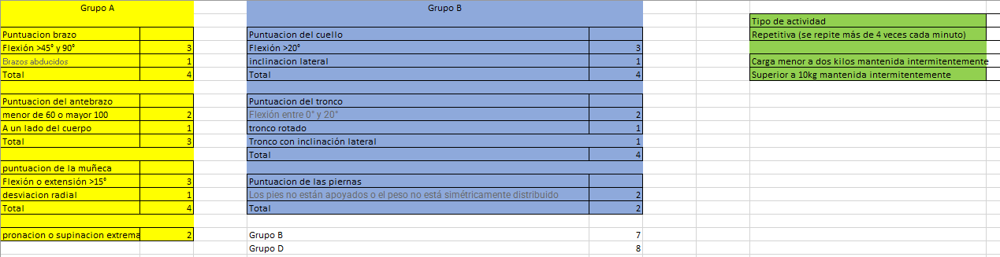 Grupo A
Puntuacion brazo
Flexión >45° y 90° 3
Brazos abducidos 1
Total 4
Puntuacion del antebrazo
menor de 60 o mayor 100 2
A un lado del cuerpo 1
Total 3
puntuacion de la muñeca
Flexión o extensión >15° 3
desviacion radial 1
Total 4
pronacion o supinacion extrema 2
Grupo B
Puntuacion del cuello
Flexión >20° 3
inclinacion lateral 1
Total 4
Puntuacion del tronco
Flexión entre 0° y 20° 2
tronco rotado 1
Tronco con inclinación lateral 1
Total 4
Puntuacion de las piernas
Los pies no están apoyados o el peso no está simétricamente distribuido 2
Total 2
Grupo B 7
Grupo D 8
Tipo de actividad
Repetitiva (se repite más de 4 veces cada minuto)
Carga menor a dos kilos mantenida intermitentemente
Superior a 10kg mantenida intermitentemente